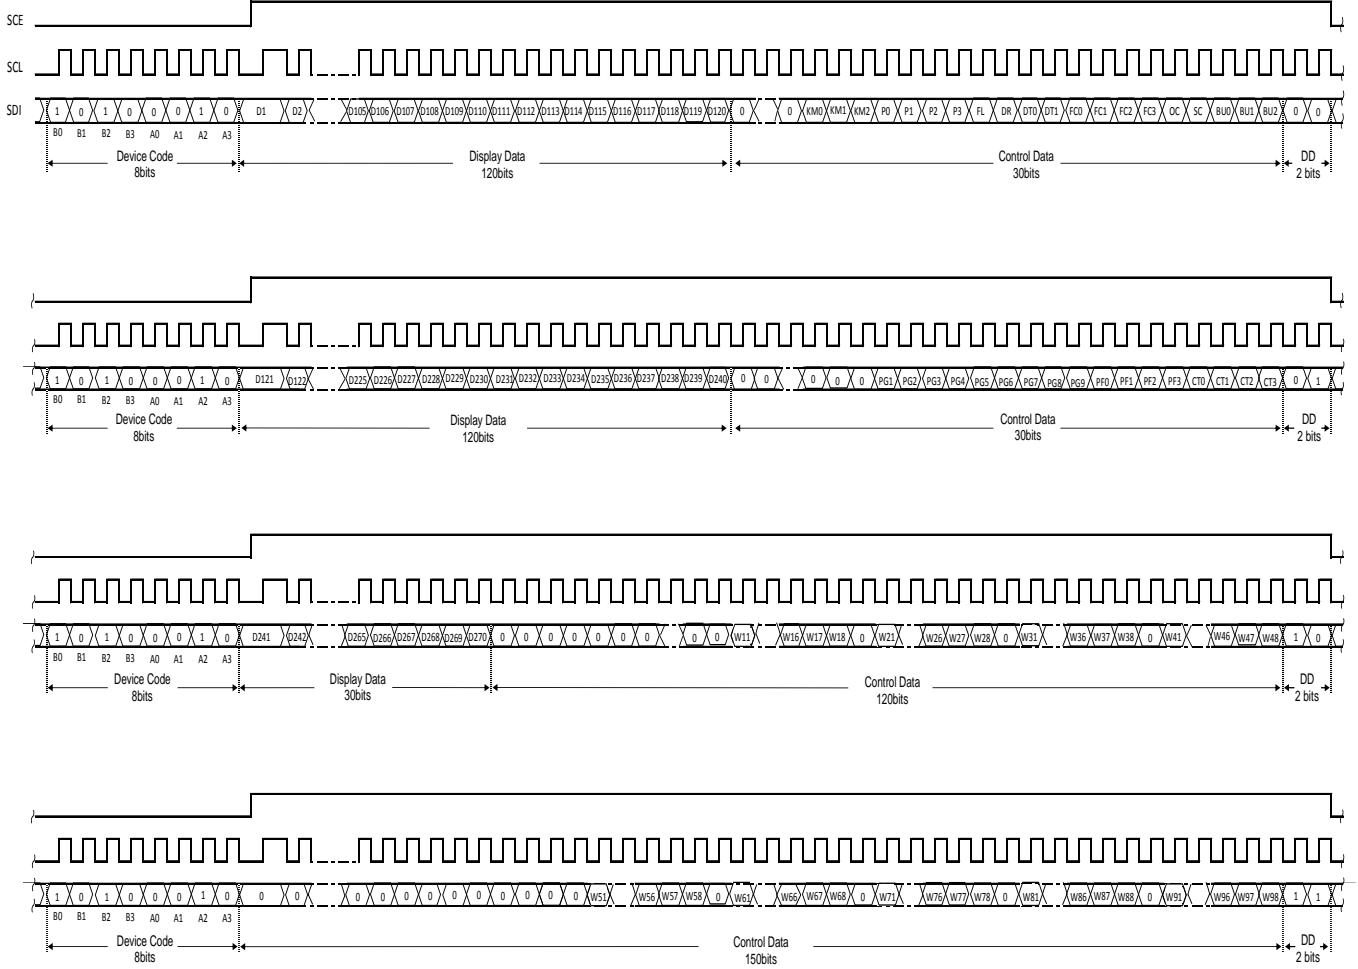 SCE
SCL
SDI 1 0 1 0 0 0 1 0 D1 D2 D105 D106 D107 D108 D109 D110 D111 D112 D113 D114 D115 D116 D117 D118 D119 D120 0 0 KM0 KM1 KM2 P0 P1 P2 P3 FL DR DT0 DT1 FC0 FC1 FC2 FC3 OC SC BU0 BU1 BU2 0 0
B0 B1 B2 B3 A0 A1 A2 A3
Device Code Display Data Control Data DD
8bits 120bits 30bits 2 bits
1 0 1 0 0 0 1 0 D121 D122 D225 D226 D227 D228 D229 D230 D231 D232 D233 D234 D235 D236 D237 D238 D239 D240 0 0 0 0 0 PG1 PG2 PG3 PG4 PG5 PG6 PG7 PG8 PG9 PF0 PF1 PF2 PF3 CT0 CT1 CT2 CT3 0 1
B0 B1 B2 B3 A0 A1 A2 A3
Device Code Display Data Control Data DD
8bits 120bits 30bits 2 bits
1 0 1 0 0 0 1 0 D241 D242 D265 D266 D267 D268 D269 D270 0 0 0 0 0 0 0 0 0 W11 W16 W17 W18 0 W21 W26 W27 W28 0 W31 W36 W37 W38 0 W41 W46 W47 W48 1 0
B0 B1 B2 B3 A0 A1 A2 A3
Device Code Display Data Control Data DD
8bits 30bits 120bits 2 bits
1 0 1 0 0 0 1 0 0 0 0 0 0 0 0 0 0 0 0 0 W51 W56 W57 W58 0 W61 W66 W67 W68 0 W71 W76 W77 W78 0 W81 W86 W87 W88 0 W91 W96 W97 W98 1 1
B0 B1 B2 B3 A0 A1 A2 A3
Device Code Control Data DD
8bits 150bits 2 bits